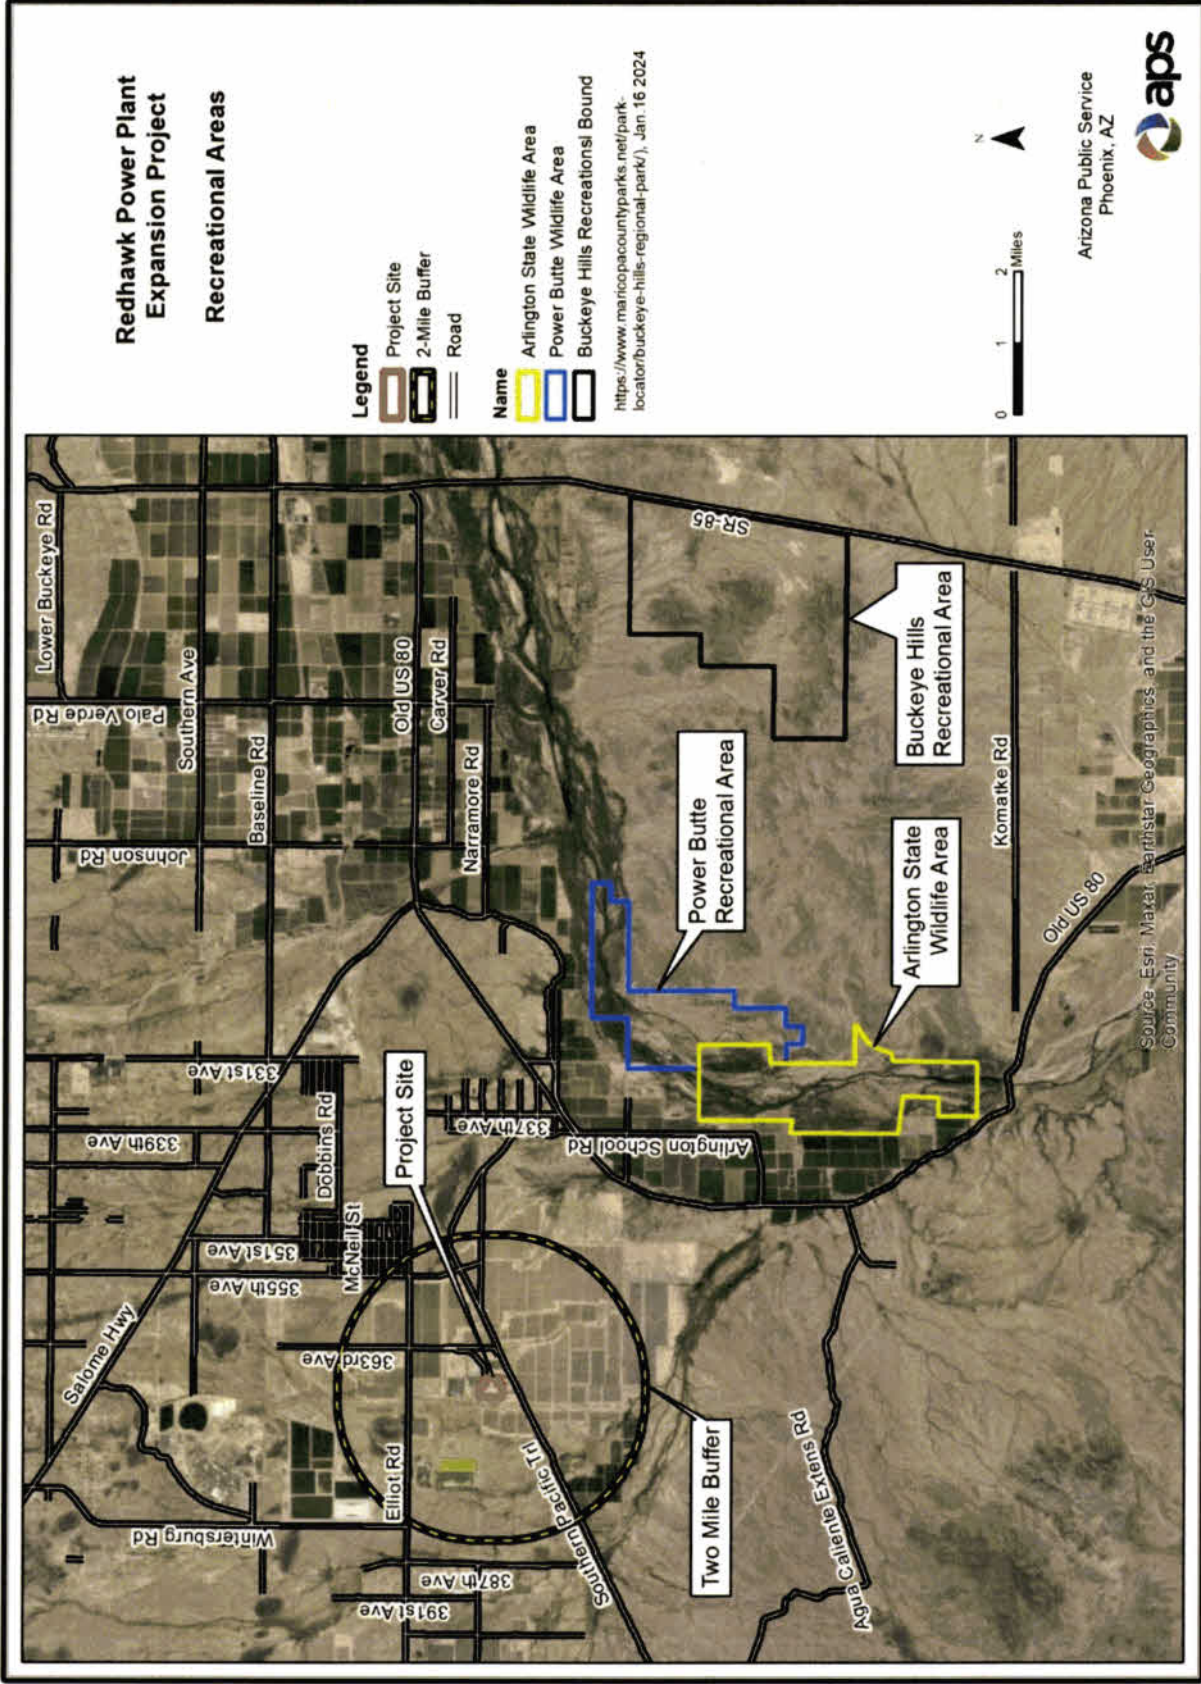 Redhawk Power Plant
Expansion Project
Recreational Areas
Legend
Project Site
2-Mile Buffer
Road
Name
Arlington State Wildlife Area
Power Butte Wildlife Area
Buckeye Hills Recreationsl Bound
https://www.maricopacountyparks.net/park-
locator/buckeye-hills-regional-park/), Jan.16 2024
N
0 1 2
Miles
Arizona Public Service
Phoenix, AZ
aps
Lower Buckeye Rd
Palo Verde Rd
Southern Ave
Baseline Rd
Johnson Rd
Old US 80
Carver Rd
Narramore Rd
SR-85
331st Ave
339th Ave
Dobbins Rd
337th Ave
Project Site
McNeil St
351st Ave
355th Ave
Salome Hwy
363rd Ave
Arlington School Rd
Power Butte
Recreational Area
Buckeye Hills
Recreational Area
Arlington State
Wildlife Area
Komatke Rd
Old US 80
Wintersburg Rd
Elliot Rd
Southern Pacific Trl
387th Ave
391st Ave
Two Mile Buffer
Agua Caliente Extens Rd
Source: Esri, Maxar, Earthstar Geographics, and the GIS User
Community